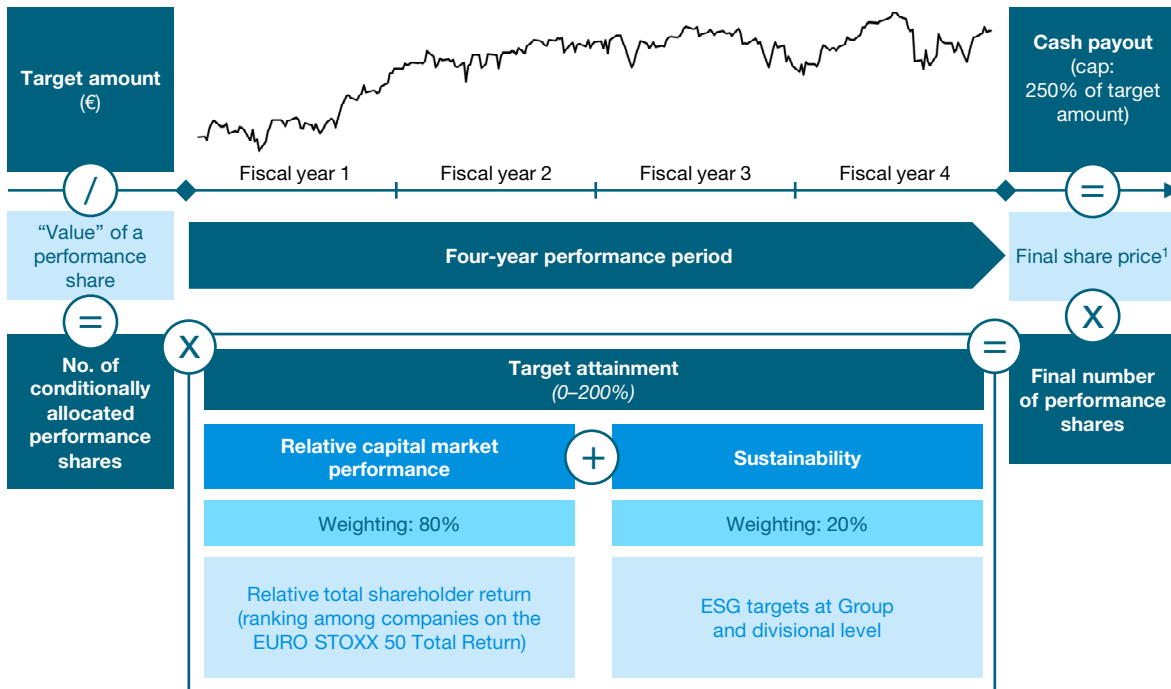 Target amount
(€)
Fiscal year 1
Fiscal year 2
Fiscal year 3
Fiscal year 4
Cash payout
(cap:
250% of target
amount)
/
=
“Value” of a
performance
share
Four-year performance period
Final share price¹
=
X
=
X
No. of
conditionally
allocated
performance
shares
Target attainment
(0–200%)
Final number
of performance
shares
Relative capital market
performance
+
Sustainability
Weighting: 80%
Weighting: 20%
Relative total shareholder return
(ranking among companies on the
EURO STOXX 50 Total Return)
ESG targets at Group
and divisional level